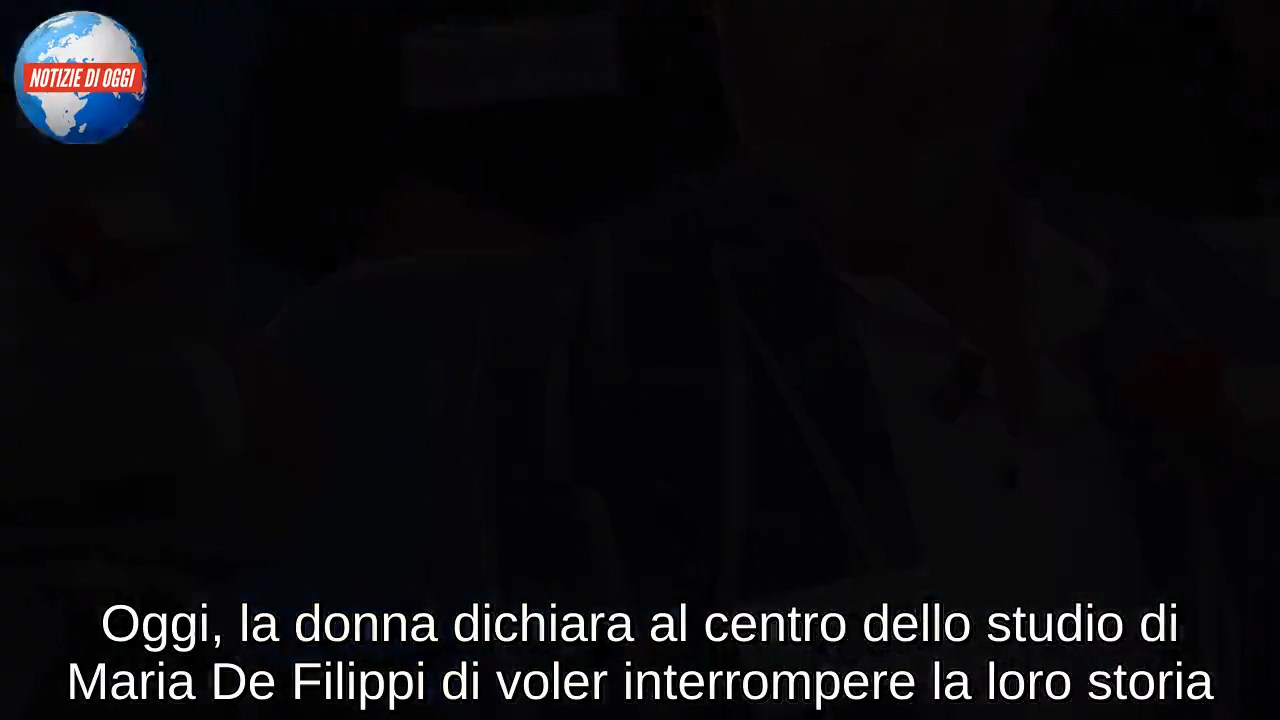 NOTIZIE DI OGGI
Oggi, la donna dichiara al centro dello studio di
Maria De Filippi di voler interrompere la loro storia